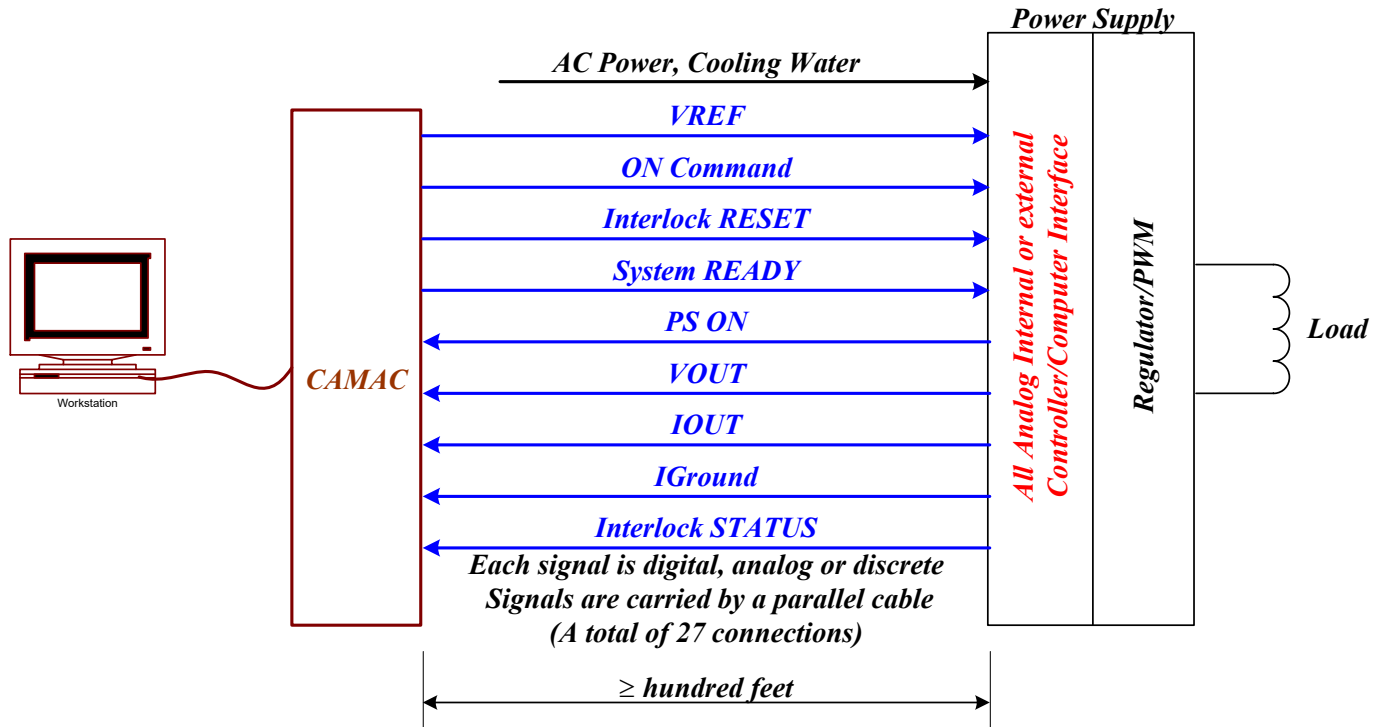 Power Supply
AC Power, Cooling Water
VREF
ON Command
Interlock RESET
System READY
PS ON
VOUT
IOUT
IGround
Interlock STATUS
Each signal is digital, analog or discrete
Signals are carried by a parallel cable
(A total of 27 connections)
≥ hundred feet
Workstation
CAMAC
All Analog Internal or external
Controller/Computer Interface
Regulator/PWM
Load